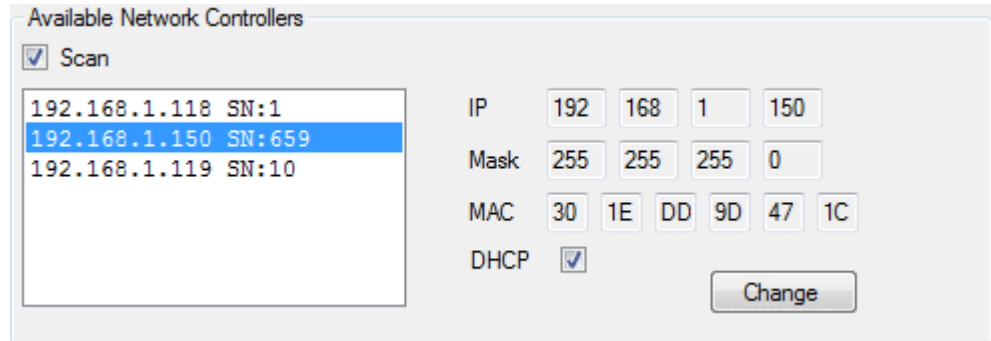 Available Network Controllers
Scan
192.168.1.118 SN:1
192.168.1.150 SN:659
192.168.1.119 SN:10
IP 192 168 1 150
Mask 255 255 255 0
MAC 30 1E DD 9D 47 1C
DHCP
Change